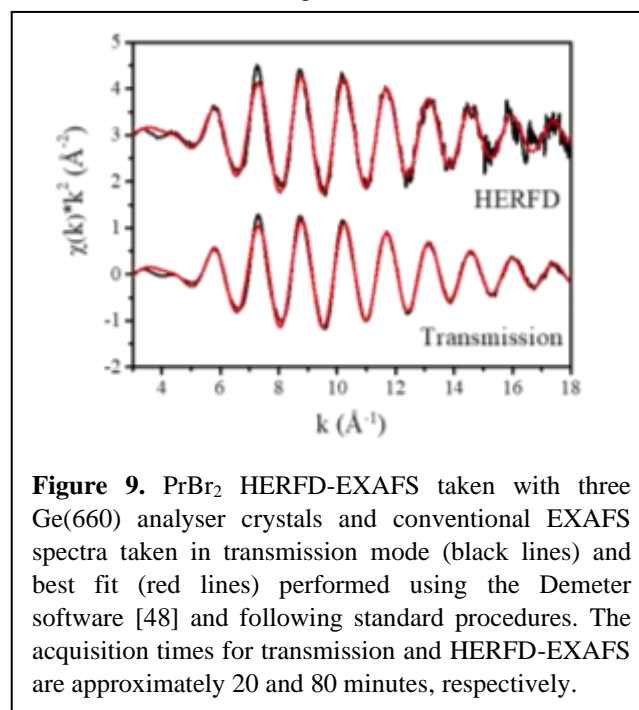 5
4
3
2
1
0
-1
-2
χ(k)*k² (Å⁻²)
HERFD
Transmission
4 6 8 10 12 14 16 18
k (Å⁻¹)
Figure 9. PrBr₂ HERFD-EXAFS taken with three
Ge(660) analyser crystals and conventional EXAFS
spectra taken in transmission mode (black lines) and
best fit (red lines) performed using the Demeter
software [48] and following standard procedures. The
acquisition times for transmission and HERFD-EXAFS
are approximately 20 and 80 minutes, respectively.